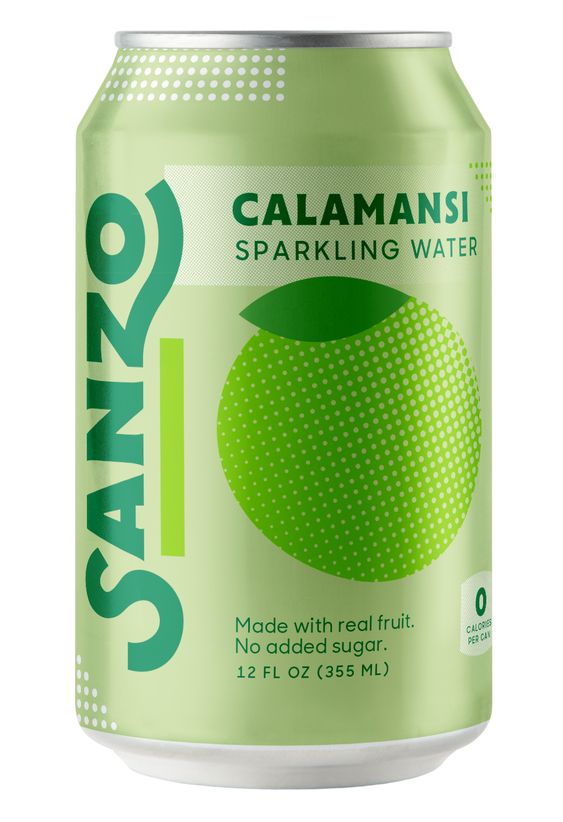 SANZO
CALAMANSI
SPARKLING WATER
Made with real fruit.
No added sugar.
12 FL OZ (355 ML)
0
CALORIES
PER CAN